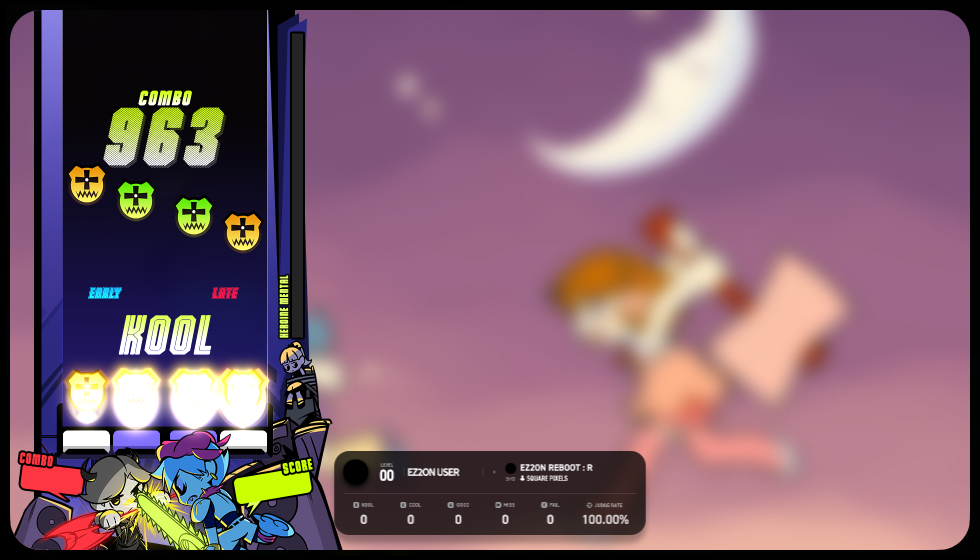 COMBO
963
EARLY LATE
KOOL
HEROINE MENTAL
COMBO
SCORE
LEVEL
00 EZ2ON USER
EZ2ON REBOOT : R
SQUARE PIXELS
KOOL COOL GOOD MISS FAIL JUDGE RATE
0 0 0 0 0 100.00%